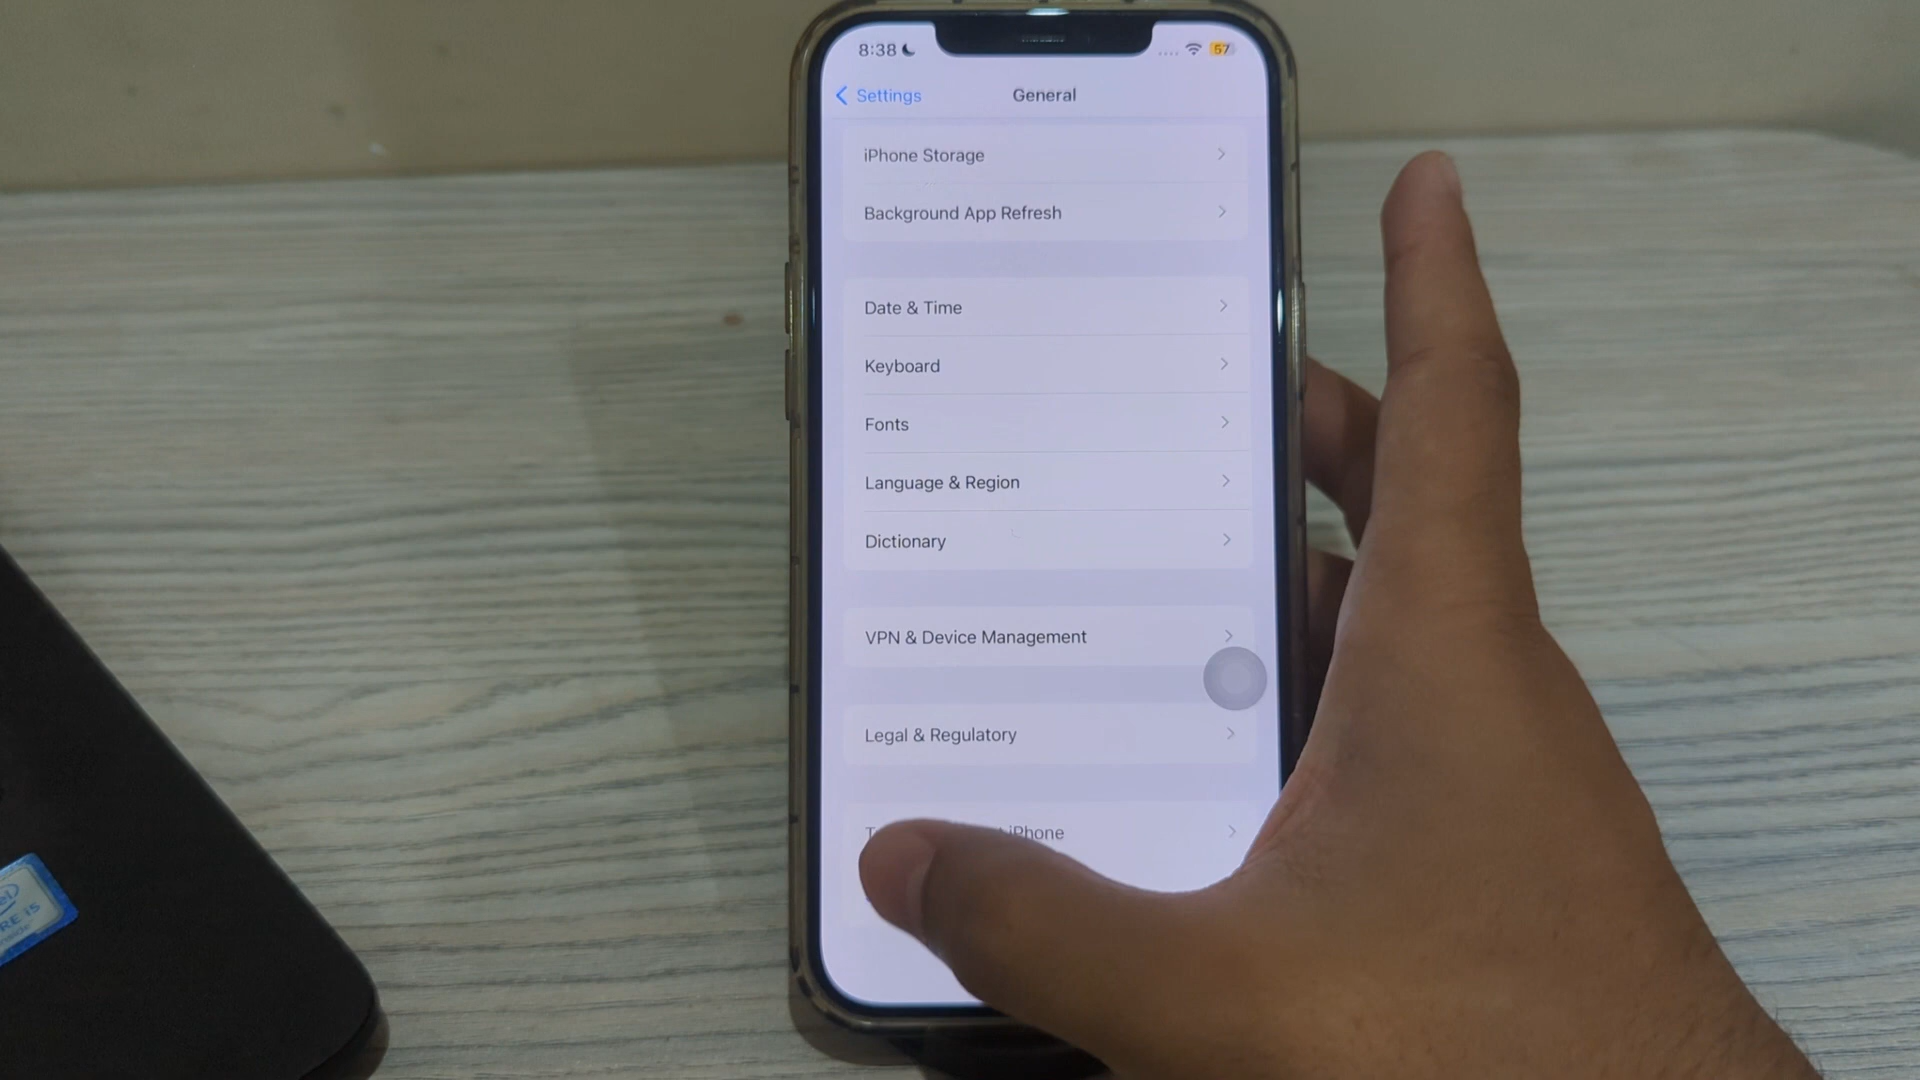 8:38
57
Settings
General
iPhone Storage
Background App Refresh
Date & Time
Keyboard
Fonts
Language & Region
Dictionary
VPN & Device Management
Legal & Regulatory
iPhone